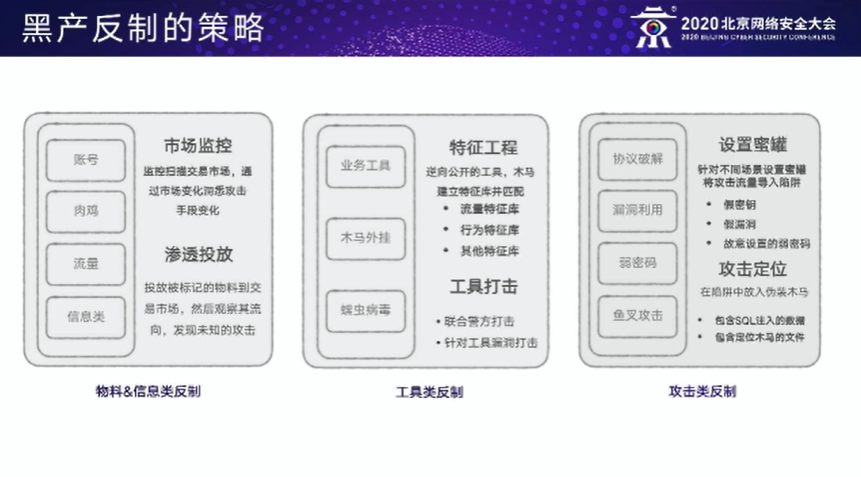 黑产反制的策略
2020北京网络安全大会
2020 BEIJING CYBER SECURITY CONFERENCE
账号
肉鸡
流量
信息类
市场监控
监控扫描交易市场，通
过市场变化洞悉攻击
手段变化
渗透投放
投放被标记的物料到交
易市场，然后观察其流
向，发现未知的攻击
物料&信息类反制
业务工具
木马外挂
蠕虫病毒
特征工程
逆向公开的工具，木马
建立特征库并匹配
• 流量特征库
• 行为特征库
• 其他特征库
工具打击
• 联合警方打击
• 针对工具漏洞打击
工具类反制
协议破解
漏洞利用
弱密码
鱼叉攻击
设置蜜罐
针对不同场景设置蜜罐
将攻击流量导入陷阱
• 假密钥
• 假漏洞
• 故意设置的弱密码
攻击定位
在陷阱中放入伪装木马
• 包含SQL注入的数据
• 包含定位木马的文件
攻击类反制